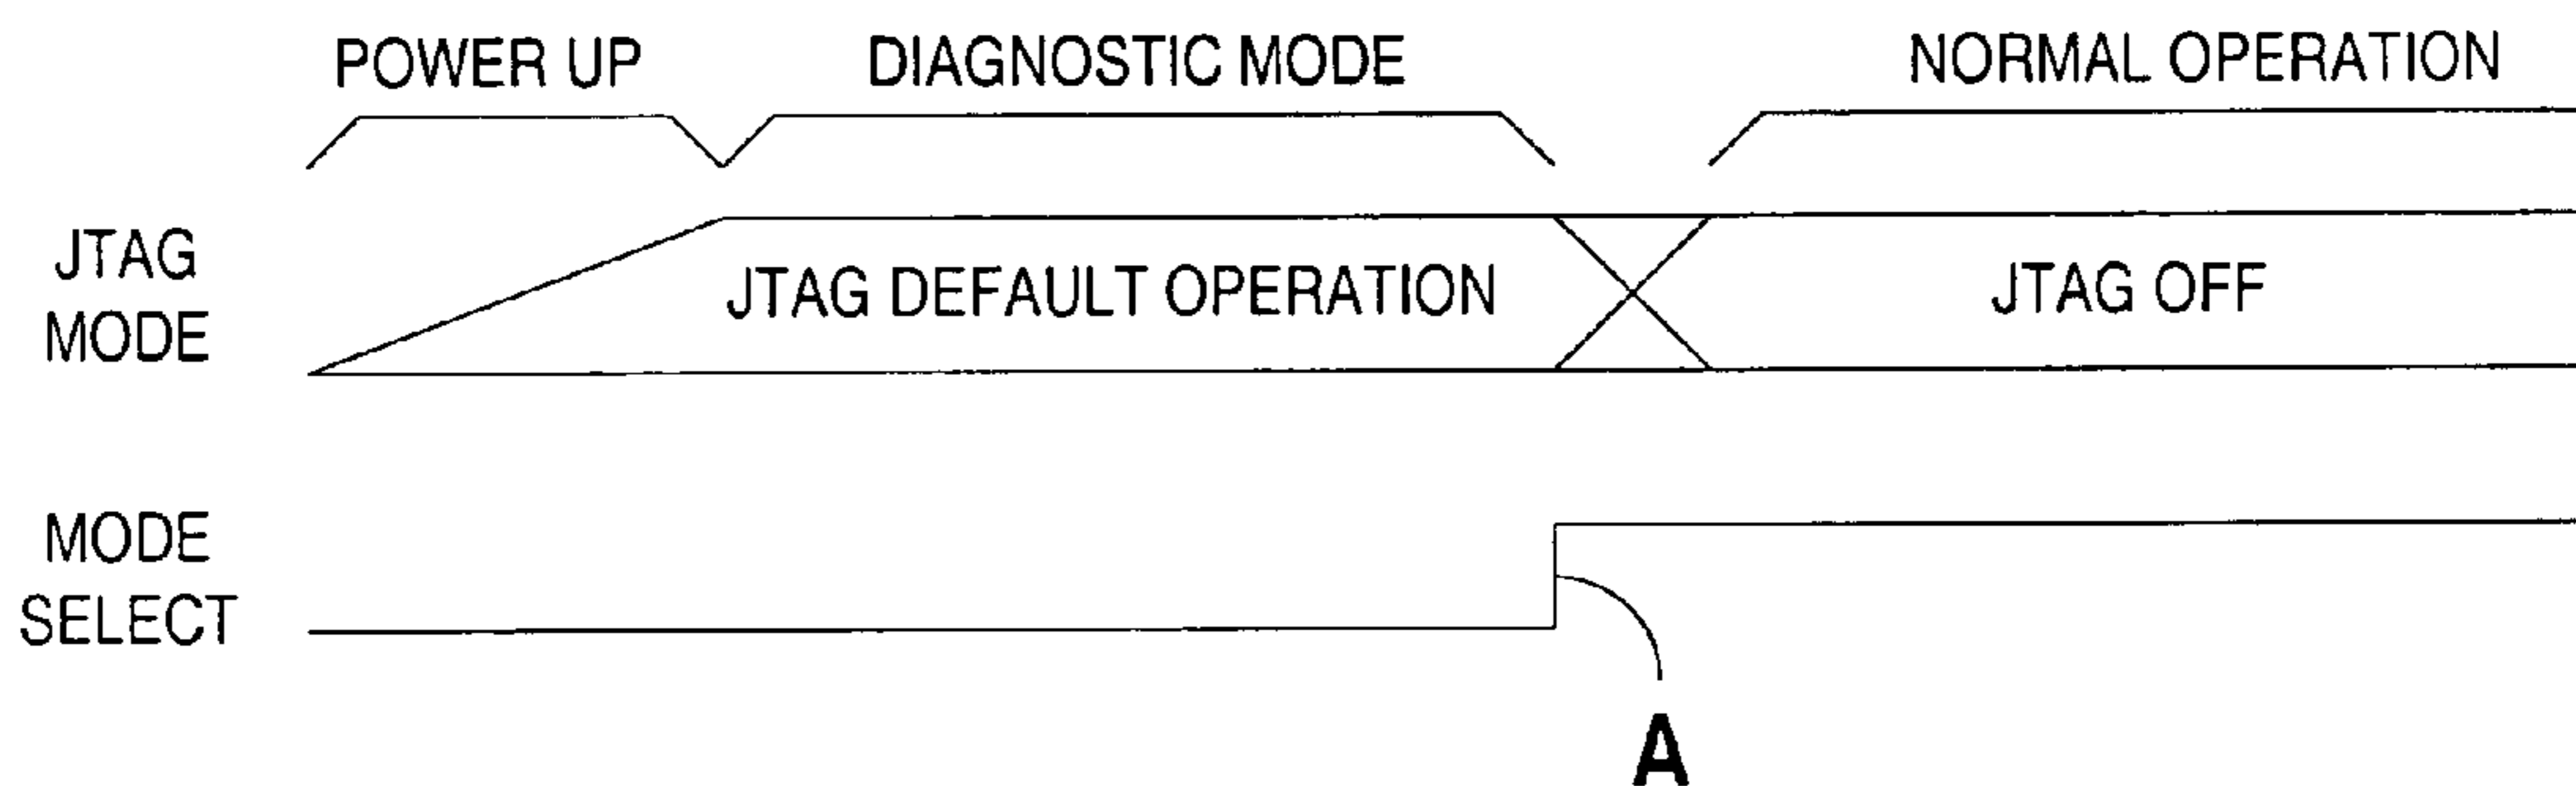 POWER UP
DIAGNOSTIC MODE
NORMAL OPERATION
JTAG
MODE
JTAG DEFAULT OPERATION
JTAG OFF
MODE
SELECT
A